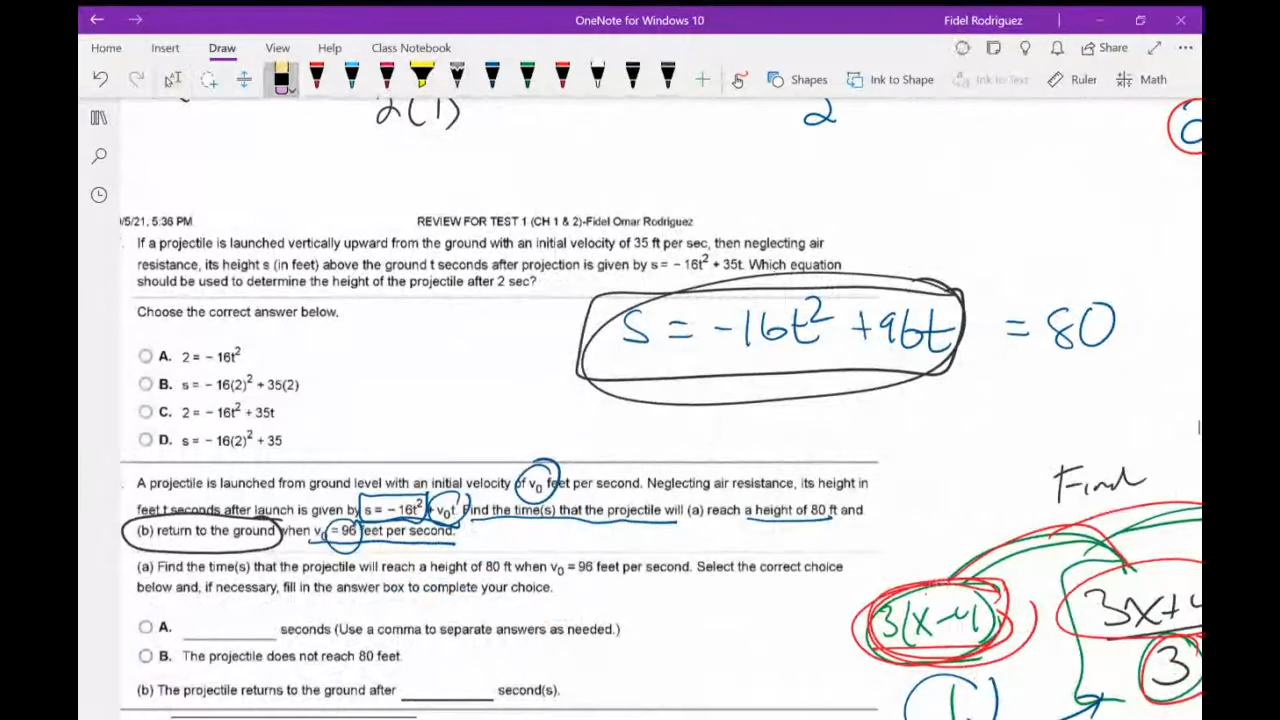 OneNote for Windows 10
Fidel Rodriguez
Home Insert Draw View Help Class Notebook
Share
Shapes Ink to Shape Ink to Text Ruler Math
2(1) 2
2
/5/21, 5:36 PM REVIEW FOR TEST 1 (CH 1 & 2)-Fidel Omar Rodriguez
If a projectile is launched vertically upward from the ground with an initial velocity of 35 ft per sec, then neglecting air
resistance, its height s (in feet) above the ground t seconds after projection is given by s = − 16t² + 35t. Which equation
should be used to determine the height of the projectile after 2 sec?
Choose the correct answer below.
s = -16t² + 96t = 80
A. 2 = − 16t²
B. s = − 16(2)² + 35(2)
C. 2 = − 16t² + 35t
D. s = − 16(2)² + 35
A projectile is launched from ground level with an initial velocity of v₀ feet per second. Neglecting air resistance, its height in
feet t seconds after launch is given by s = − 16t² + v₀t. Find the time(s) that the projectile will (a) reach a height of 80 ft and
(b) return to the ground when v₀ = 96 feet per second.
Find
(a) Find the time(s) that the projectile will reach a height of 80 ft when v₀ = 96 feet per second. Select the correct choice
below and, if necessary, fill in the answer box to complete your choice.
3(x-4) 3x+4
A. seconds (Use a comma to separate answers as needed.)
B. The projectile does not reach 80 feet.
3
(b) The projectile returns to the ground after second(s).